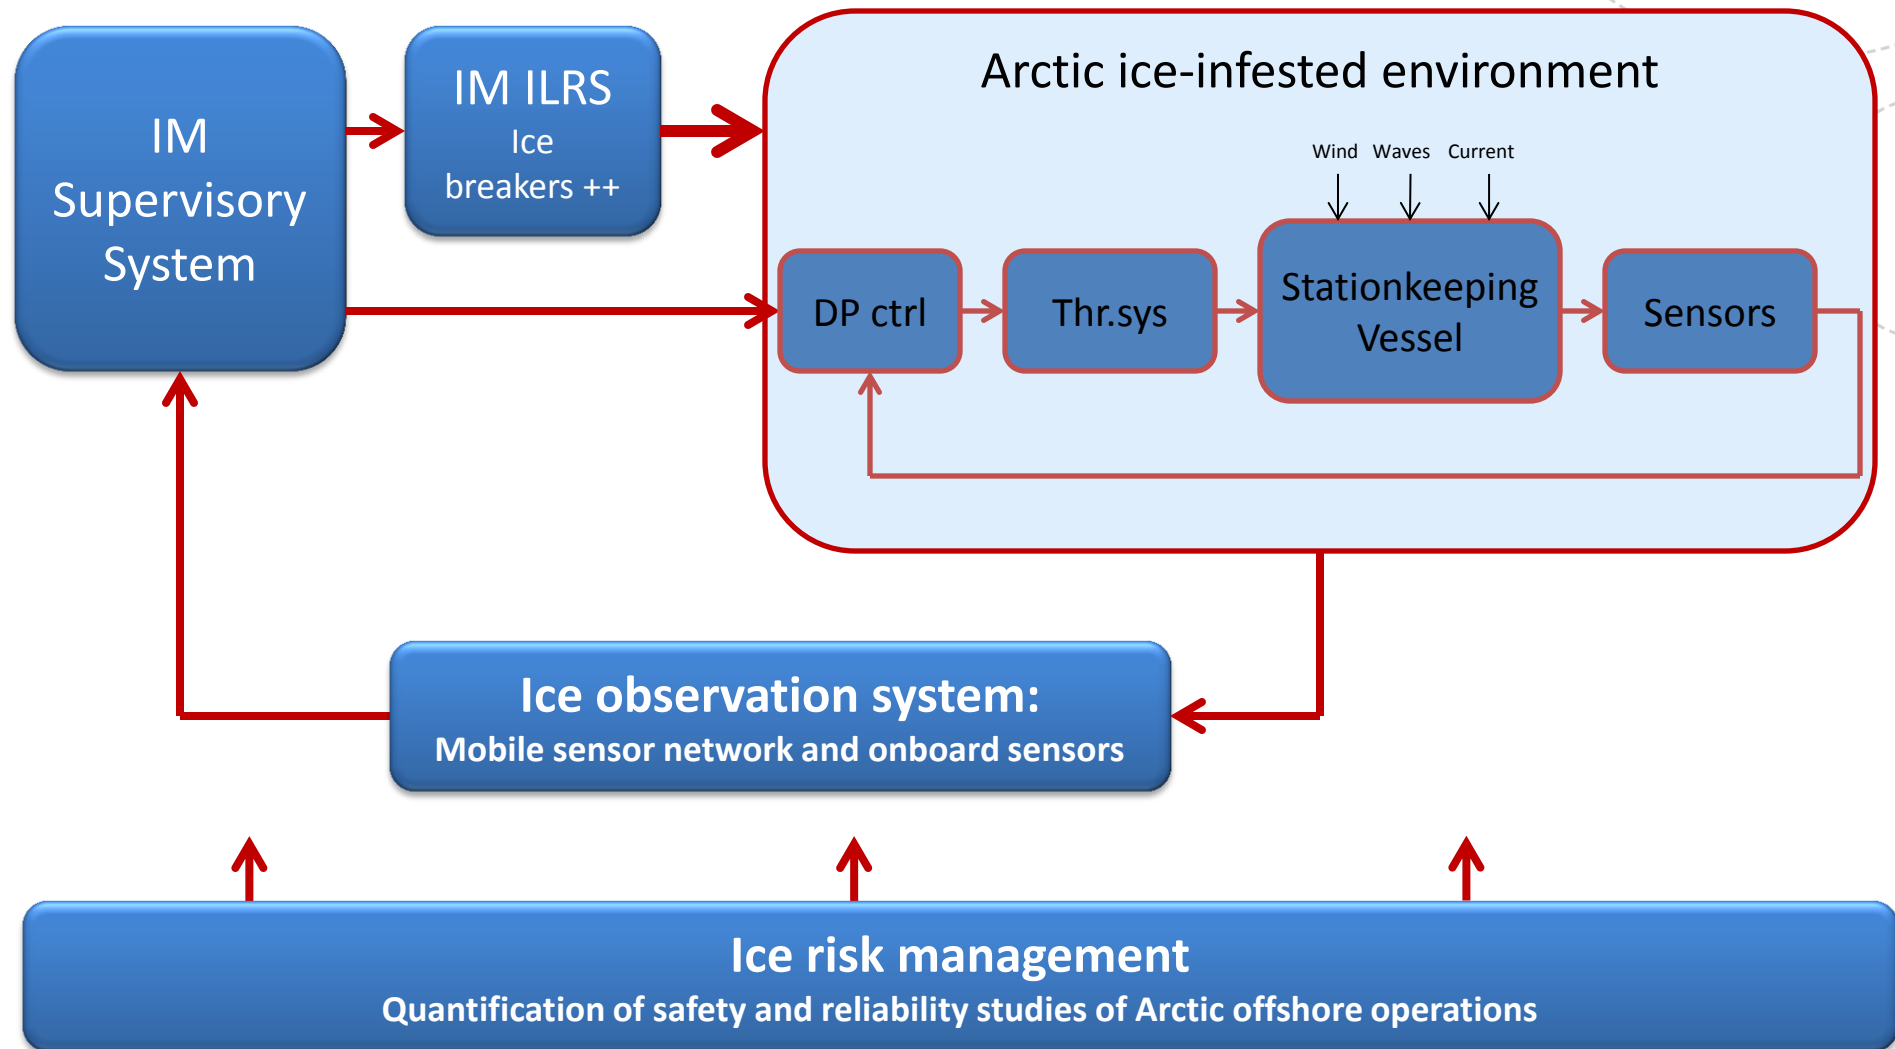 IM
Supervisory
System
IM ILRS
Ice
breakers ++
Arctic ice-infested environment
Wind Waves Current
DP ctrl
Thr.sys
Stationkeeping
Vessel
Sensors
Ice observation system:
Mobile sensor network and onboard sensors
Ice risk management
Quantification of safety and reliability studies of Arctic offshore operations